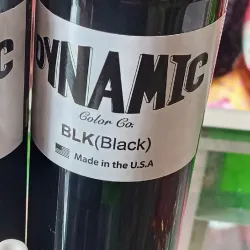 DYNAMIC
Color Co.
BLK(Black)
Made in the U.S.A